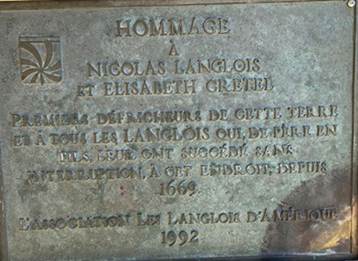 HOMMAGE
À
NICOLAS LANGLOIS
ET ELISABETH CRETEL
PREMIERS DÉFRICHEURS DE CETTE TERRE
ET À TOUS LES LANGLOIS QUI, DE PÈRE EN
FILS, LEUR ONT SUCCÉDÉ SANS
INTERRUPTION, À CET ENDROIT, DEPUIS
1669.
L'ASSOCIATION LES LANGLOIS D'AMÉRIQUE
1992